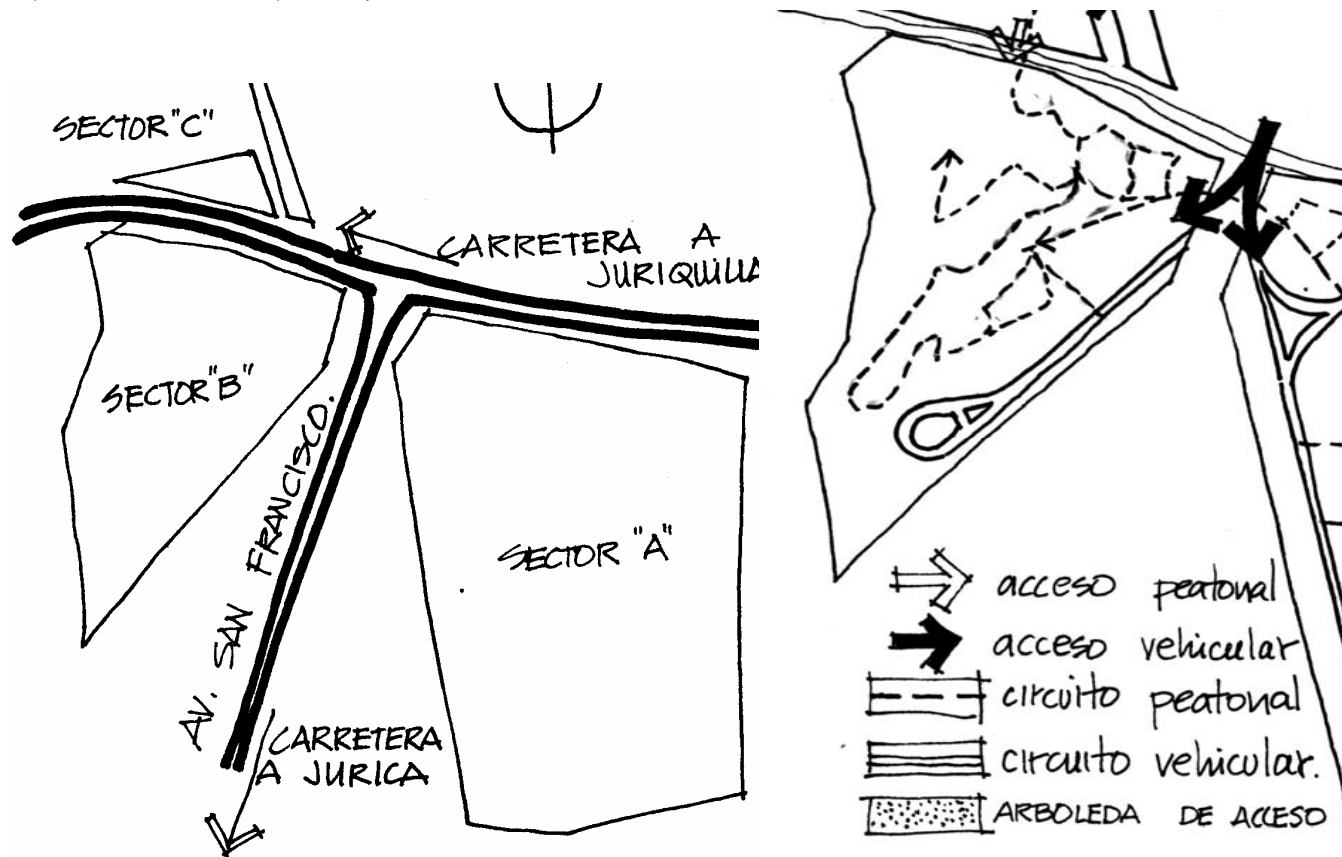 SECTOR "C"
CARRETERA A
JURIQUILLA
SECTOR "B"
AV. SAN FRANCISCO.
SECTOR "A"
CARRETERA
A JURICA
acceso peatonal
acceso vehicular
circuito peatonal
circuito vehicular.
ARBOLEDA DE ACCESO